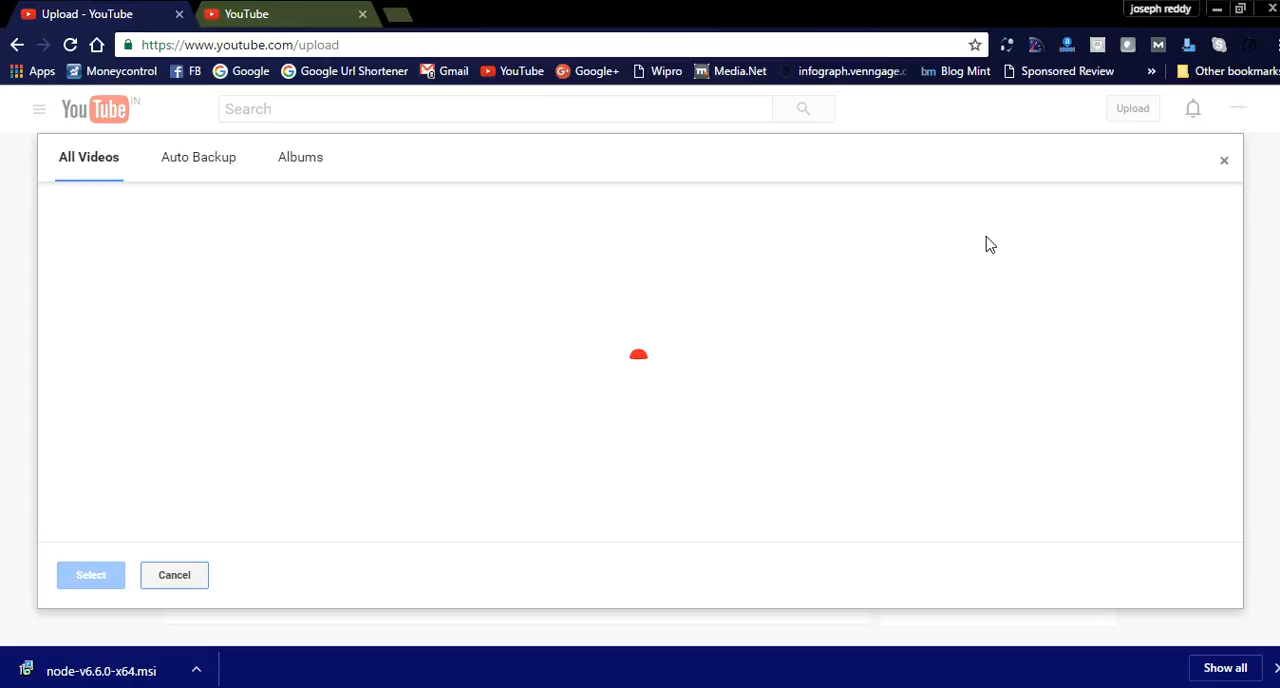 joseph reddy
Upload - YouTube
YouTube
https://www.youtube.com/upload
Apps Moneycontrol FB Google Google Url Shortener Gmail YouTube Google+ Wipro Media.Net infograph.venngage.c Blog Mint Sponsored Review » Other bookmarks
YouTube IN
Search
Upload
All Videos Auto Backup Albums
Select Cancel
node-v6.6.0-x64.msi
Show all